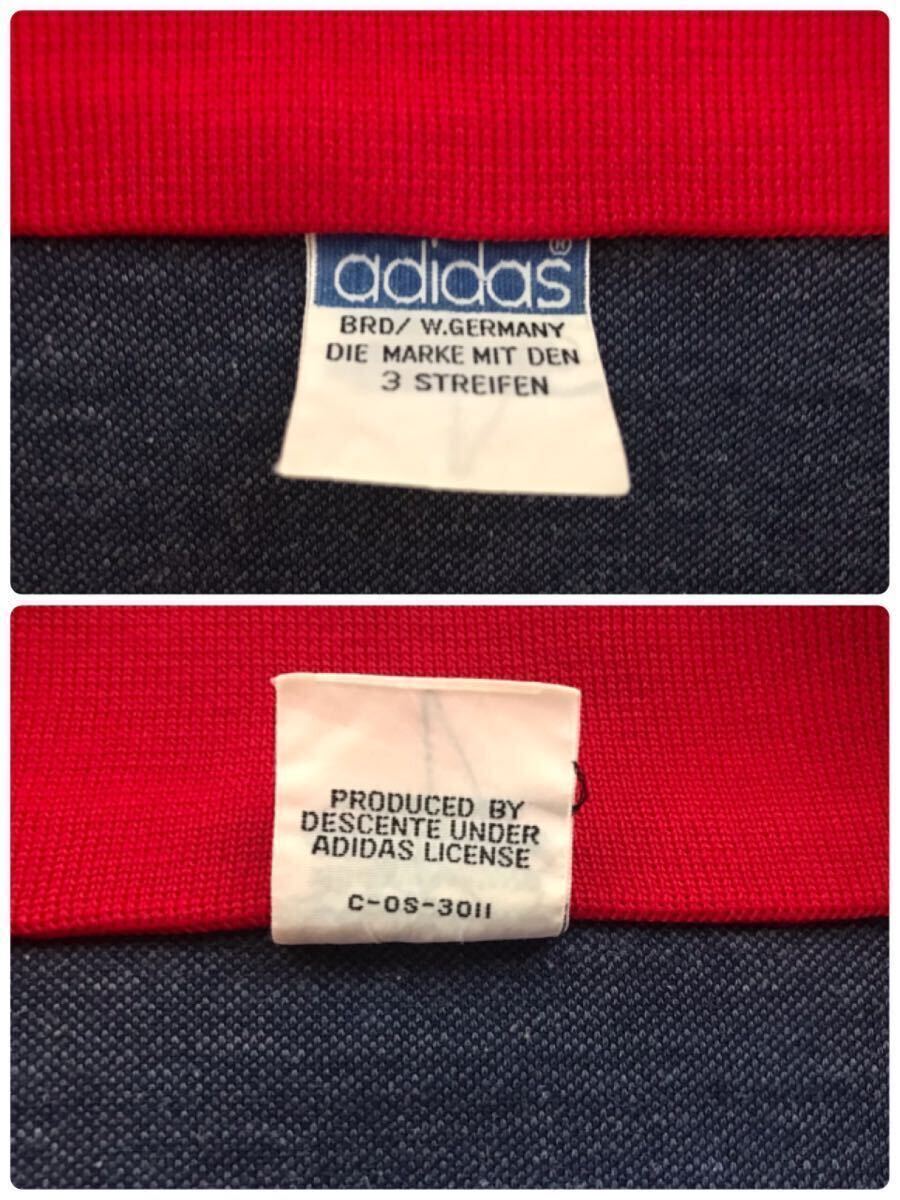 adidas®
BRD/ W.GERMANY
DIE MARKE MIT DEN
3 STREIFEN
PRODUCED BY
DESCENTE UNDER
ADIDAS LICENSE
C-OS-3011